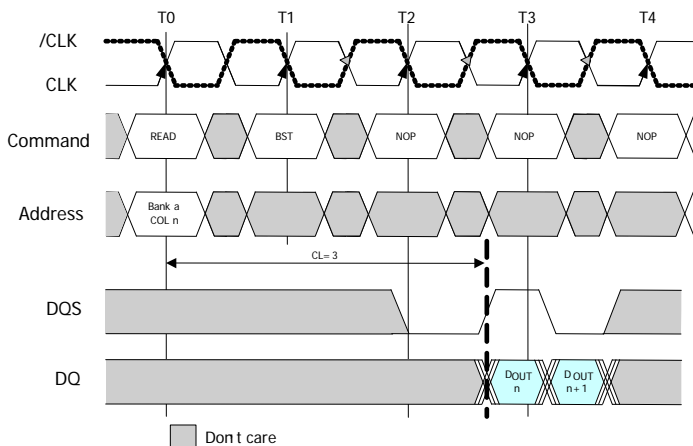 T0 T1 T2 T3 T4
/CLK
CLK
Command READ BST NOP NOP NOP
Address Bank a
COL n
CL= 3
DQS
DQ DOUT
n DOUT
n+1
Don't care